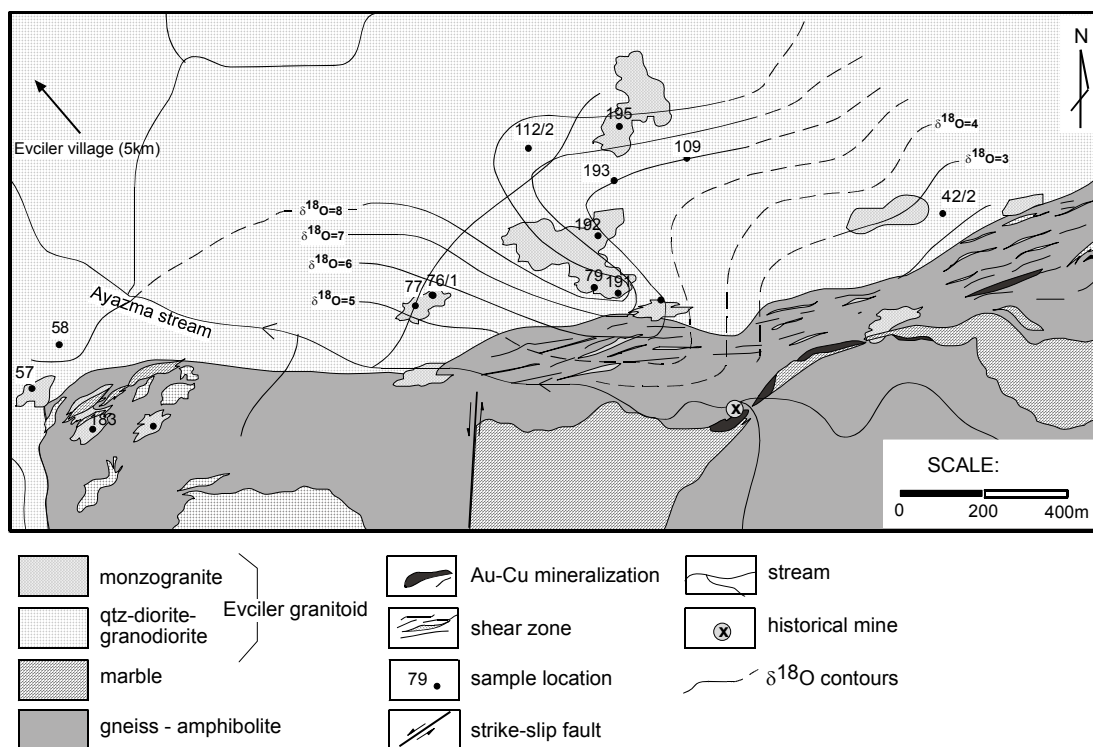 N
195
112/2
109
δ18O=4
Evciler village (5km)
193
δ18O=3
42/2
δ18O=8
192
δ18O=7
δ18O=6
79
191
76/1
77
δ18O=5
Ayazma stream
58
57
183
x
SCALE:
0 200 400m
monzogranite
Evciler granitoid
qtz-diorite-
granodiorite
marble
gneiss - amphibolite
Au-Cu mineralization
shear zone
79
sample location
strike-slip fault
stream
x
historical mine
δ18O contours